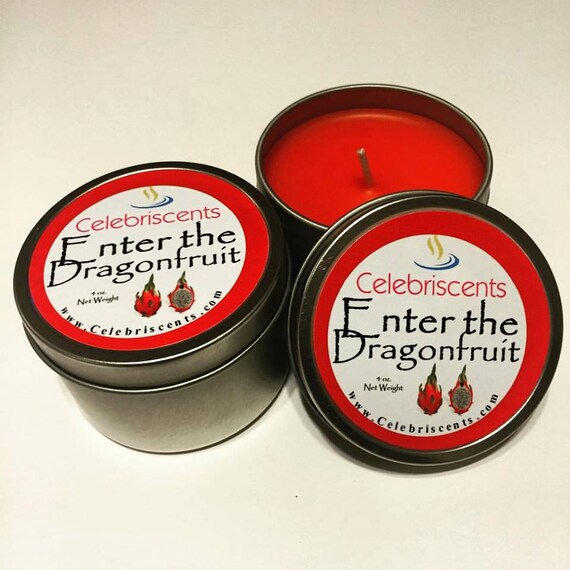 Celebriscents
Enter the
Dragonfruit
4 oz.
Net Weight
www.Celebriscents.com
Celebriscents
Enter the
Dragonfruit
4 oz.
Net Weight
www.Celebriscents.com